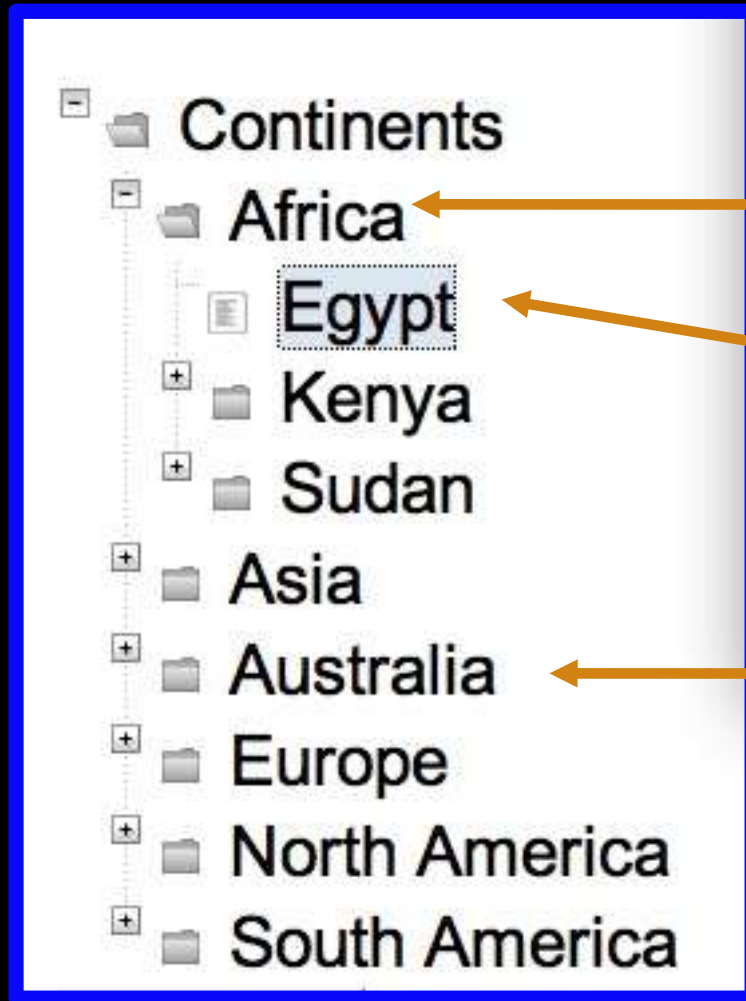 Continents
Africa
Egypt
Kenya
Sudan
Asia
Australia
Europe
North America
South America